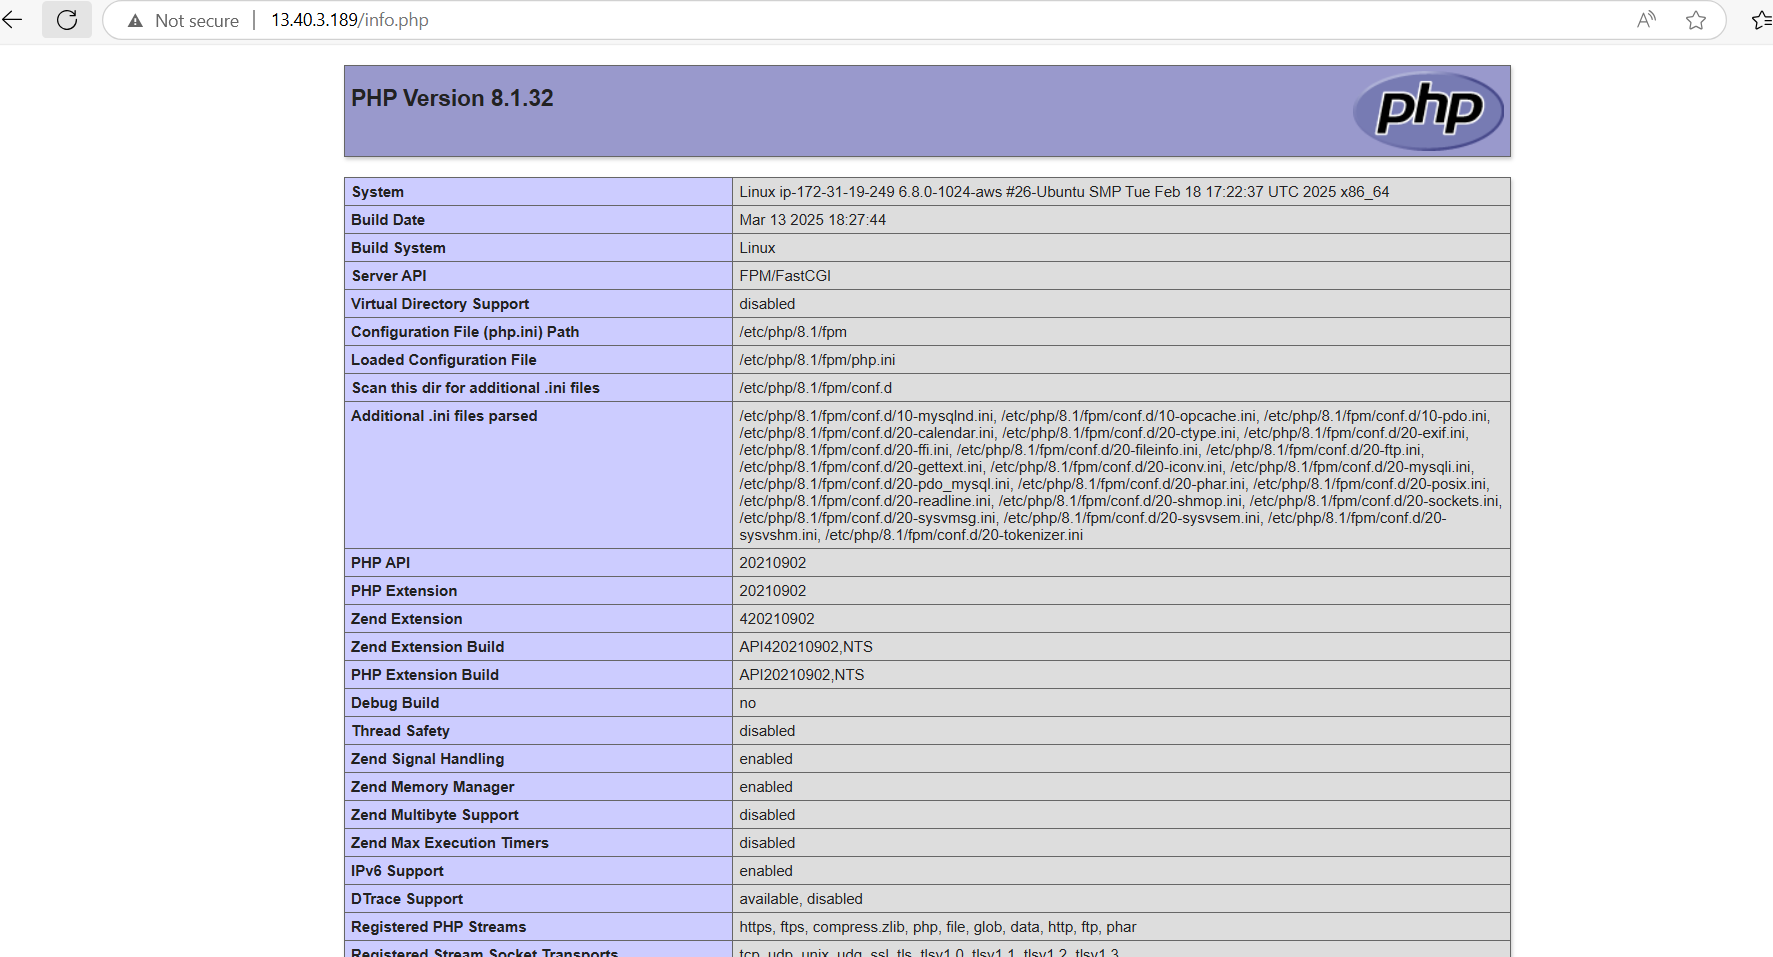 Not secure
13.40.3.189/info.php
PHP Version 8.1.32
php
System Linux ip-172-31-19-249 6.8.0-1024-aws #26-Ubuntu SMP Tue Feb 18 17:22:37 UTC 2025 x86_64
Build Date Mar 13 2025 18:27:44
Build System Linux
Server API FPM/FastCGI
Virtual Directory Support disabled
Configuration File (php.ini) Path /etc/php/8.1/fpm
Loaded Configuration File /etc/php/8.1/fpm/php.ini
Scan this dir for additional .ini files /etc/php/8.1/fpm/conf.d
Additional .ini files parsed /etc/php/8.1/fpm/conf.d/10-mysqlnd.ini, /etc/php/8.1/fpm/conf.d/10-opcache.ini, /etc/php/8.1/fpm/conf.d/10-pdo.ini,
/etc/php/8.1/fpm/conf.d/20-calendar.ini, /etc/php/8.1/fpm/conf.d/20-ctype.ini, /etc/php/8.1/fpm/conf.d/20-exif.ini,
/etc/php/8.1/fpm/conf.d/20-ffi.ini, /etc/php/8.1/fpm/conf.d/20-fileinfo.ini, /etc/php/8.1/fpm/conf.d/20-ftp.ini,
/etc/php/8.1/fpm/conf.d/20-gettext.ini, /etc/php/8.1/fpm/conf.d/20-iconv.ini, /etc/php/8.1/fpm/conf.d/20-mysqli.ini,
/etc/php/8.1/fpm/conf.d/20-pdo_mysql.ini, /etc/php/8.1/fpm/conf.d/20-phar.ini, /etc/php/8.1/fpm/conf.d/20-posix.ini,
/etc/php/8.1/fpm/conf.d/20-readline.ini, /etc/php/8.1/fpm/conf.d/20-shmop.ini, /etc/php/8.1/fpm/conf.d/20-sockets.ini,
/etc/php/8.1/fpm/conf.d/20-sysvmsg.ini, /etc/php/8.1/fpm/conf.d/20-sysvsem.ini, /etc/php/8.1/fpm/conf.d/20-
sysvshm.ini, /etc/php/8.1/fpm/conf.d/20-tokenizer.ini
PHP API 20210902
PHP Extension 20210902
Zend Extension 420210902
Zend Extension Build API420210902,NTS
PHP Extension Build API20210902,NTS
Debug Build no
Thread Safety disabled
Zend Signal Handling enabled
Zend Memory Manager enabled
Zend Multibyte Support disabled
Zend Max Execution Timers disabled
IPv6 Support enabled
DTrace Support available, disabled
Registered PHP Streams https, ftps, compress.zlib, php, file, glob, data, http, ftp, phar
Registered Stream Socket Transports tcp, udp, unix, udg, ssl, tls, tlsv1.0, tlsv1.1, tlsv1.2, tlsv1.3